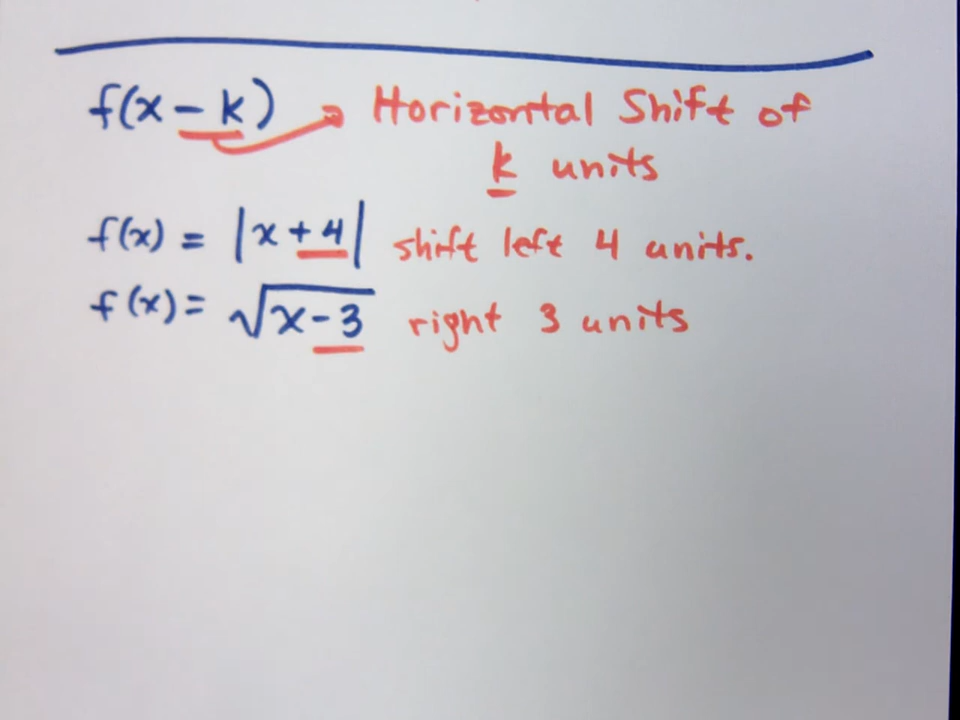 f(x - k) → Horizontal Shift of
k units
f(x) = |x + 4| shift left 4 units.
f(x) = √(x - 3) right 3 units